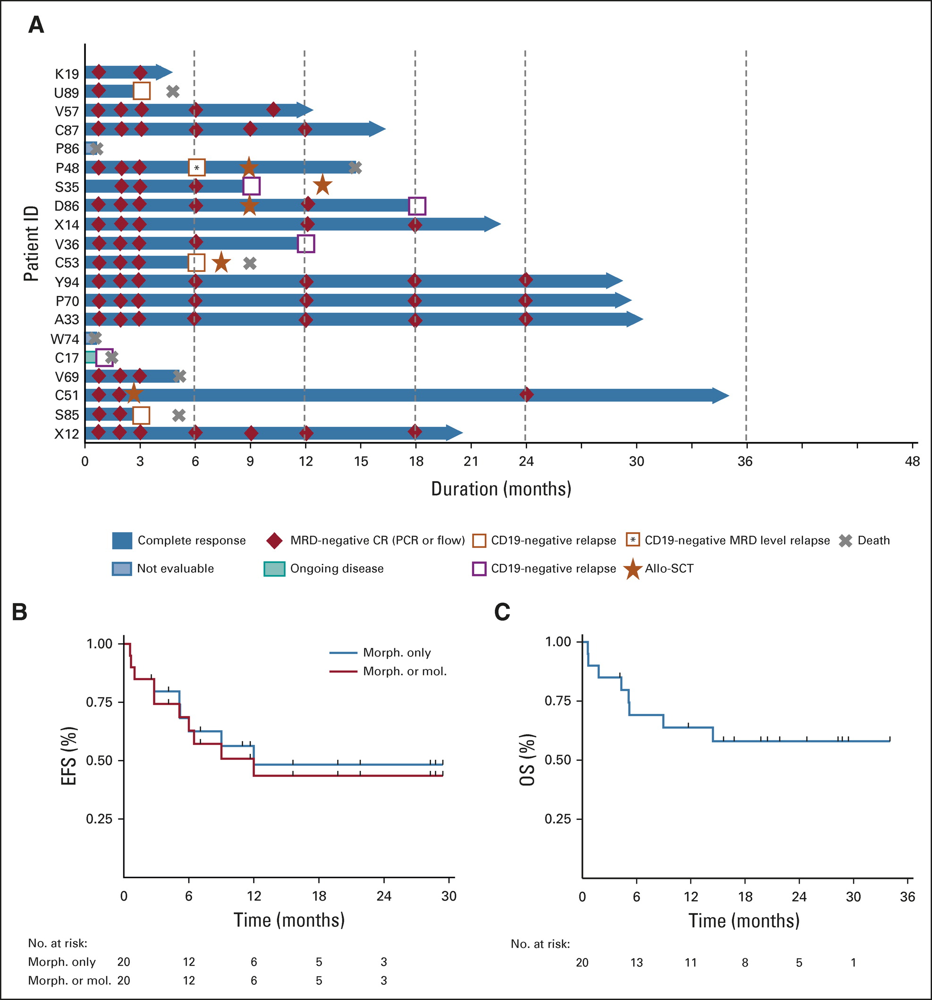 A
K19
U89
V57
C87
P86
P48
*
S35
D86
X14
V36
C53
Y94
P70
A33
W74
C17
V69
C51
S85
X12
Patient ID
0 3 6 9 12 15 18 21 24 30 36 48
Duration (months)
Complete response
MRD-negative CR (PCR or flow)
CD19-negative relapse
* CD19-negative MRD level relapse
Death
Not evaluable
Ongoing disease
CD19-negative relapse
Allo-SCT
B
1.00
0.75
0.50
0.25
EFS (%)
Morph. only
Morph. or mol.
0 6 12 18 24 30
Time (months)
No. at risk:
Morph. only 20 12 6 5 3
Morph. or mol. 20 12 6 5 3
C
1.00
0.75
0.50
0.25
OS (%)
0 6 12 18 24 30 36
Time (months)
No. at risk:
20 13 11 8 5 1